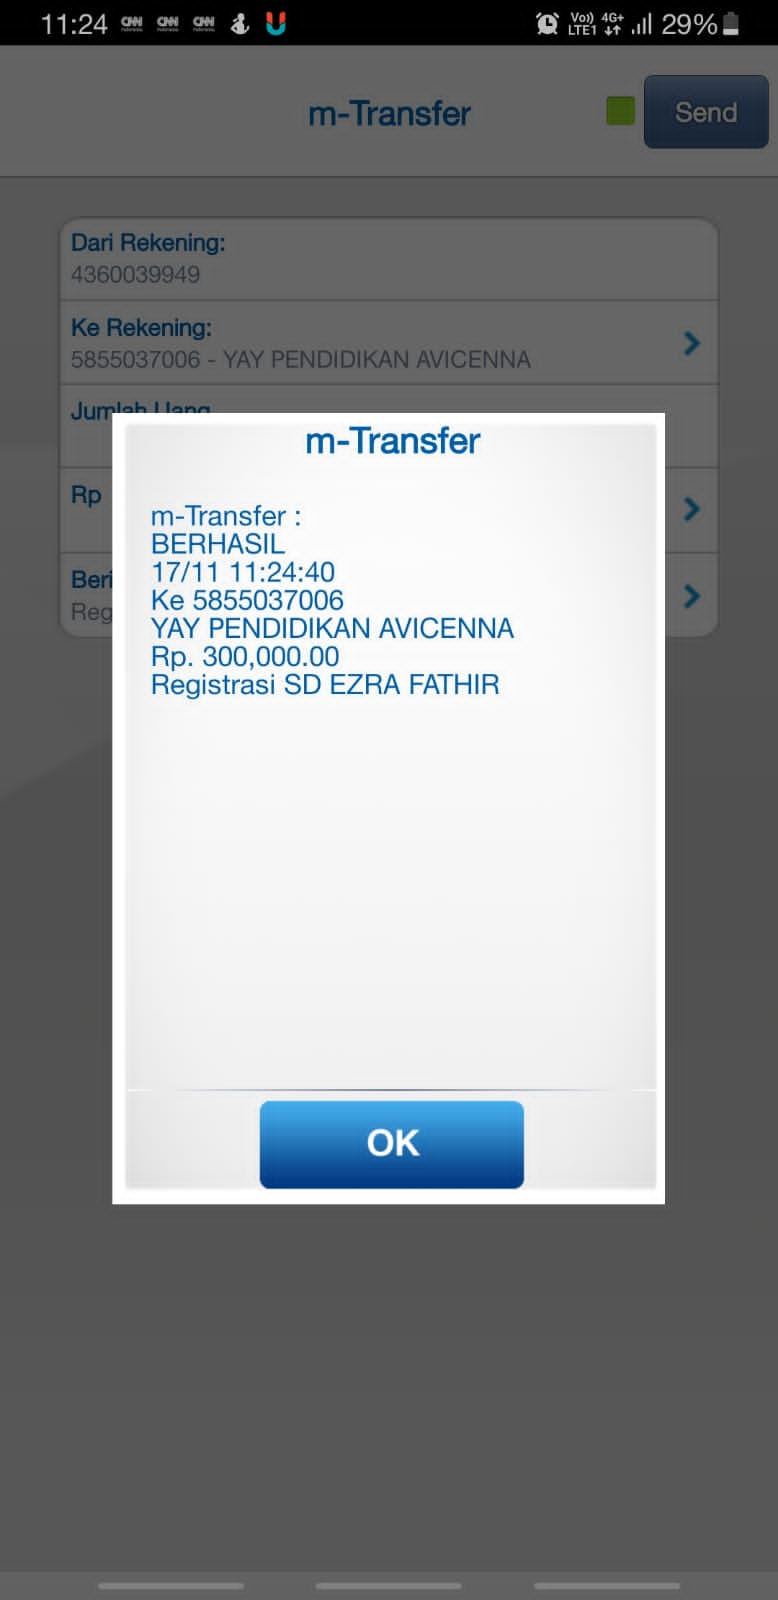 11:24
CNN CNN CNN
Vo)) 4G+
LTE1
29%
m-Transfer
Send
Dari Rekening:
4360039949
Ke Rekening:
5855037006 - YAY PENDIDIKAN AVICENNA
Jumlah Uang
Rp
Beri
Reg
m-Transfer
m-Transfer :
BERHASIL
17/11 11:24:40
Ke 5855037006
YAY PENDIDIKAN AVICENNA
Rp. 300,000.00
Registrasi SD EZRA FATHIR
OK